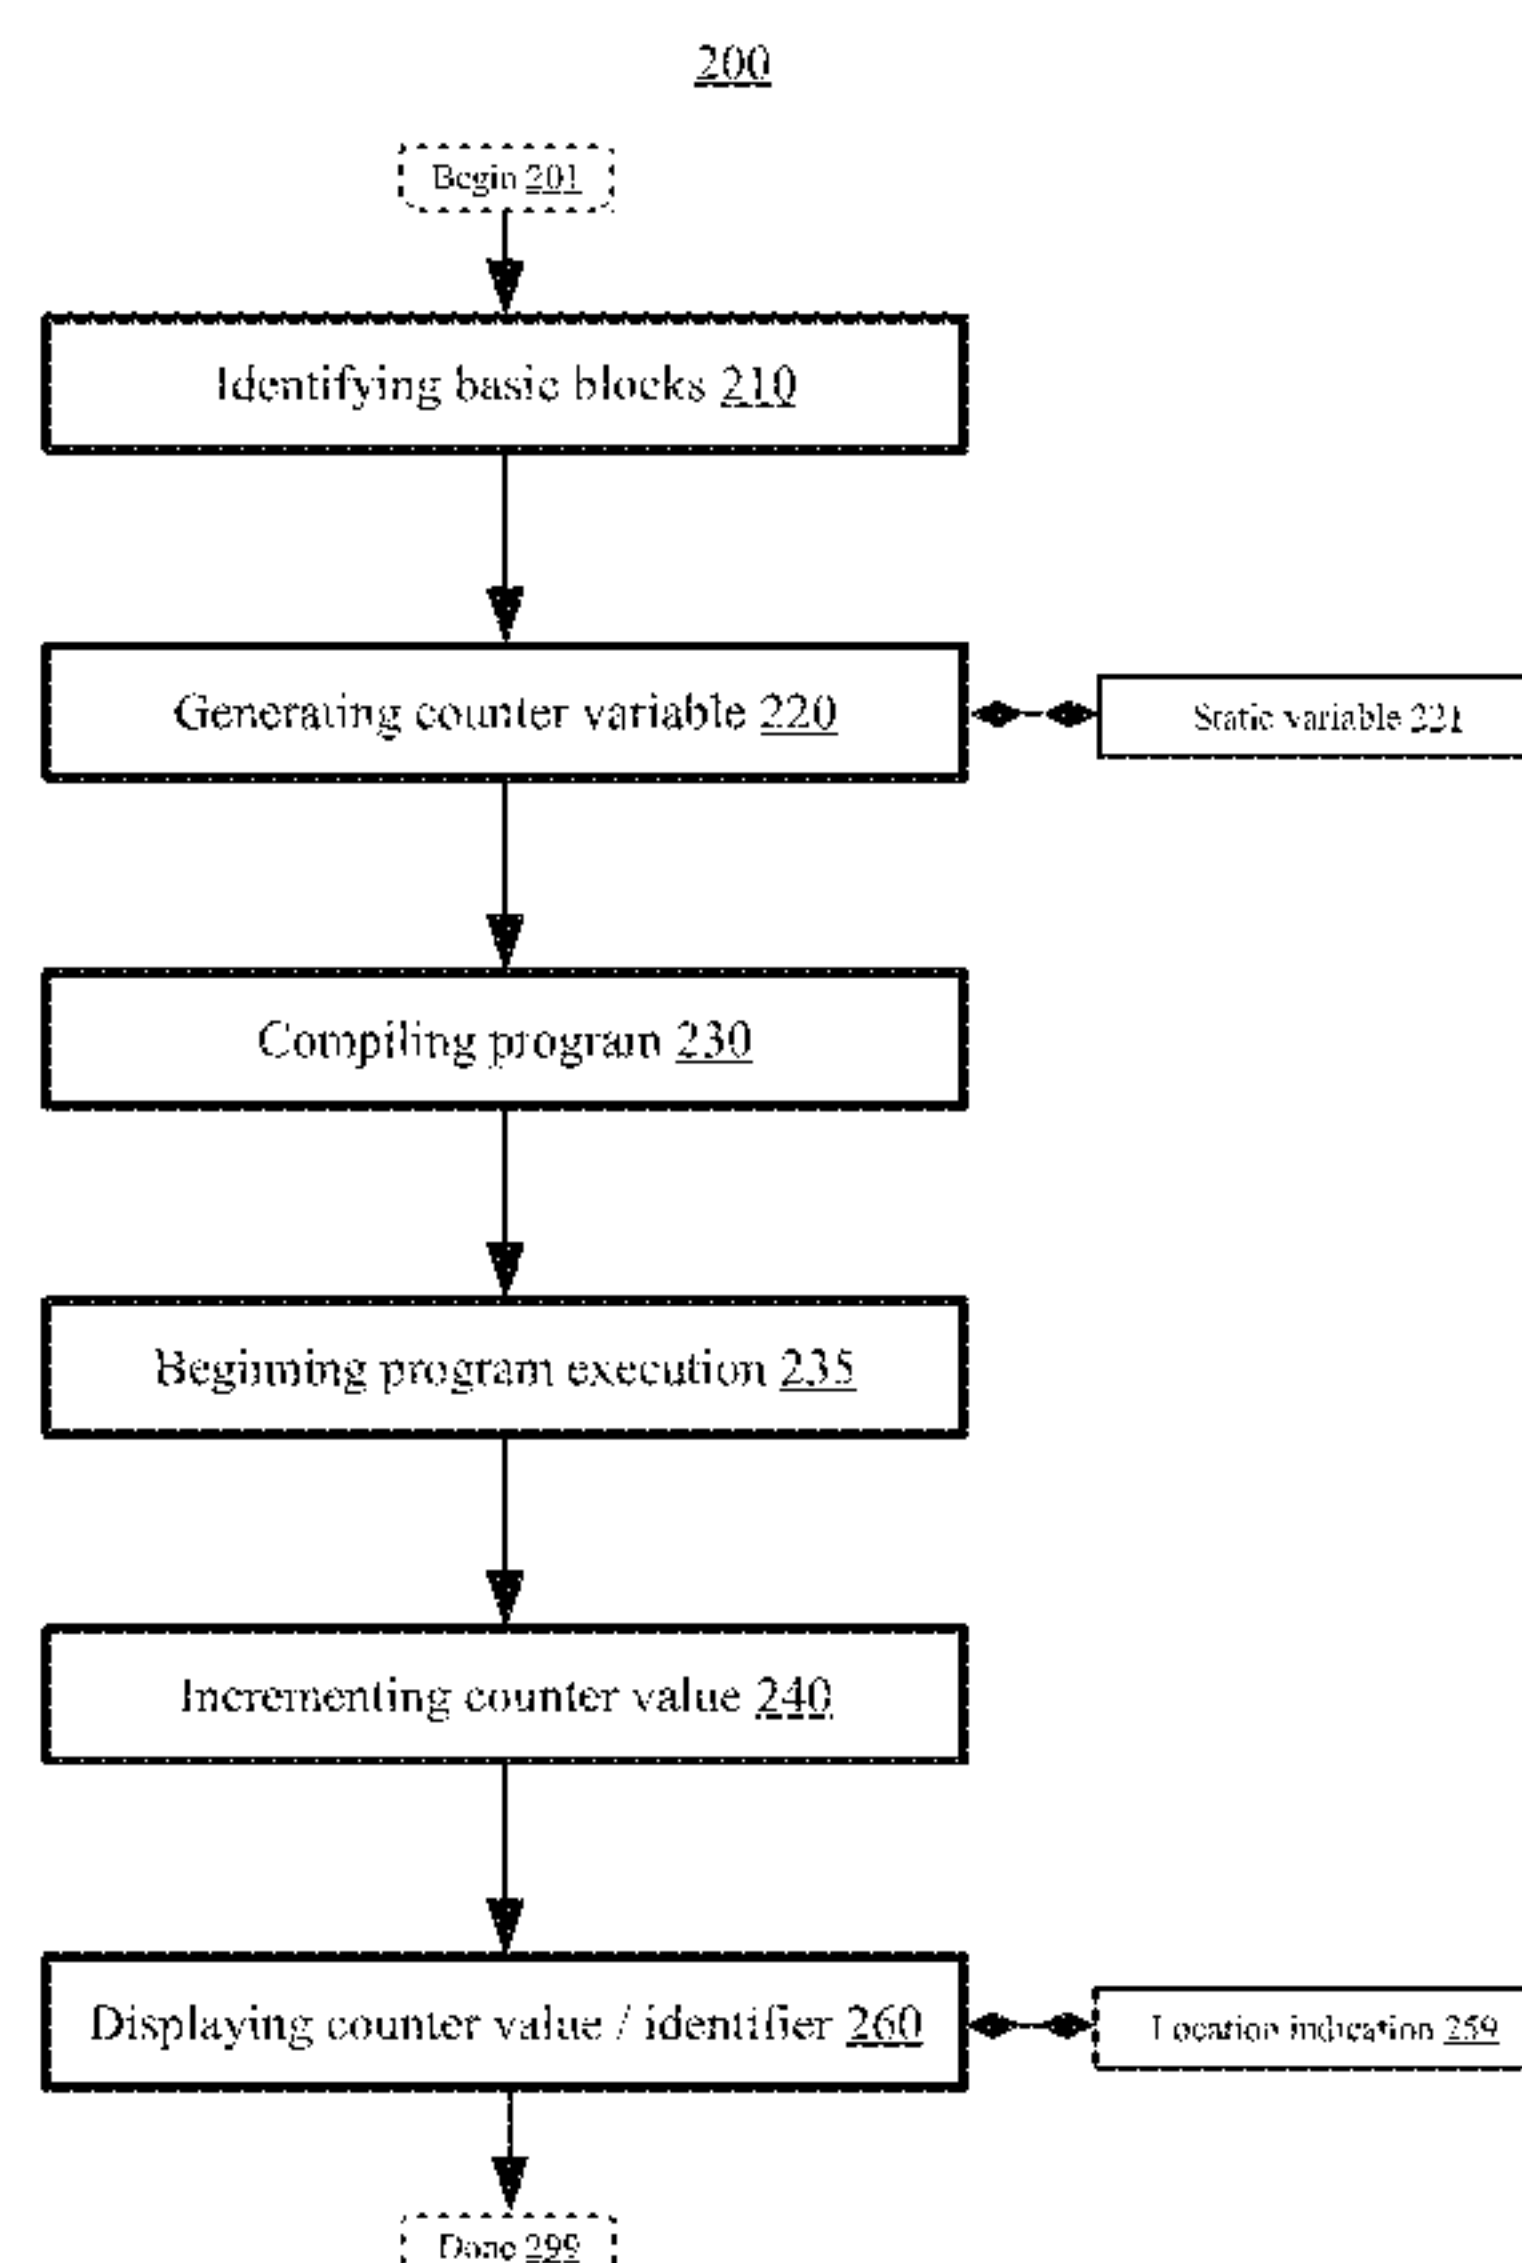 200
Begin 201
Identifying basic blocks 210
Generating counter variable 220
Static variable 221
Compiling program 230
Beginning program execution 235
Incrementing counter value 240
Displaying counter value / identifier 260
Location indication 259
Done 299